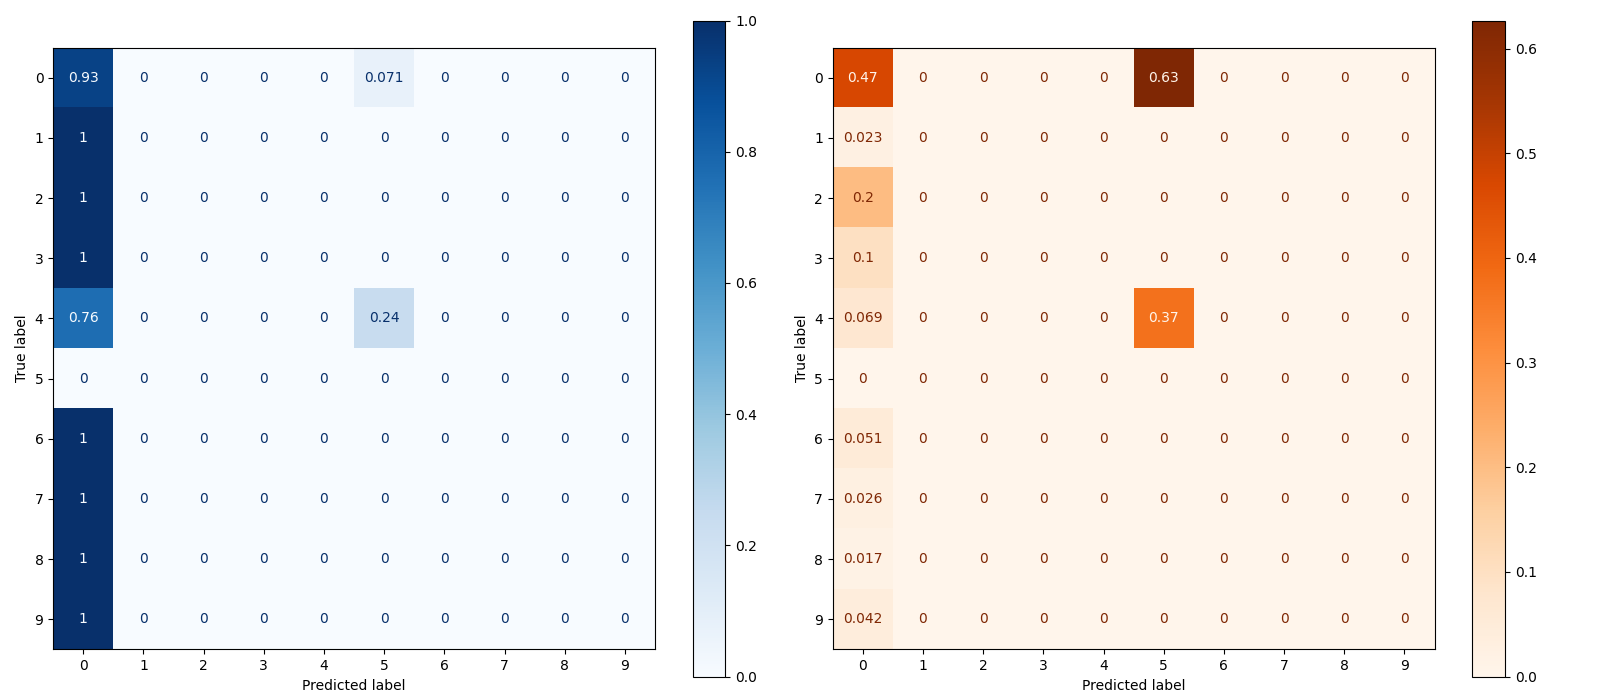 0 0.93 0 0 0 0 0.071 0 0 0 0
1 1 0 0 0 0 0 0 0 0 0
2 1 0 0 0 0 0 0 0 0 0
3 1 0 0 0 0 0 0 0 0 0
4 0.76 0 0 0 0 0.24 0 0 0 0
5 0 0 0 0 0 0 0 0 0 0
6 1 0 0 0 0 0 0 0 0 0
7 1 0 0 0 0 0 0 0 0 0
8 1 0 0 0 0 0 0 0 0 0
9 1 0 0 0 0 0 0 0 0 0
0 1 2 3 4 5 6 7 8 9
Predicted label
True label
1.0
0.8
0.6
0.4
0.2
0.0
0 0.47 0 0 0 0 0.63 0 0 0 0
1 0.023 0 0 0 0 0 0 0 0 0
2 0.2 0 0 0 0 0 0 0 0 0
3 0.1 0 0 0 0 0 0 0 0 0
4 0.069 0 0 0 0 0.37 0 0 0 0
5 0 0 0 0 0 0 0 0 0 0
6 0.051 0 0 0 0 0 0 0 0 0
7 0.026 0 0 0 0 0 0 0 0 0
8 0.017 0 0 0 0 0 0 0 0 0
9 0.042 0 0 0 0 0 0 0 0 0
0 1 2 3 4 5 6 7 8 9
Predicted label
True label
0.6
0.5
0.4
0.3
0.2
0.1
0.0